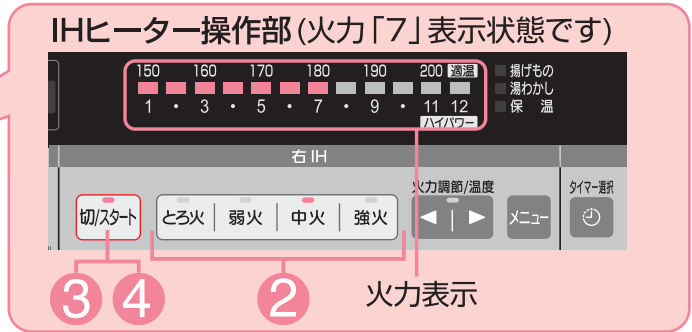 IHヒーター操作部(火力「7」表示状態です)
150 160 170 180 190 200 適温
1 ・ 3 ・ 5 ・ 7 ・ 9 ・ 11 12
ハイパワー
揚げもの
湯わかし
保 温
右 IH
火力調節/温度
タイマー選択
切/スタート
とろ火
弱火
中火
強火
メニュー
3 4
2
火力表示